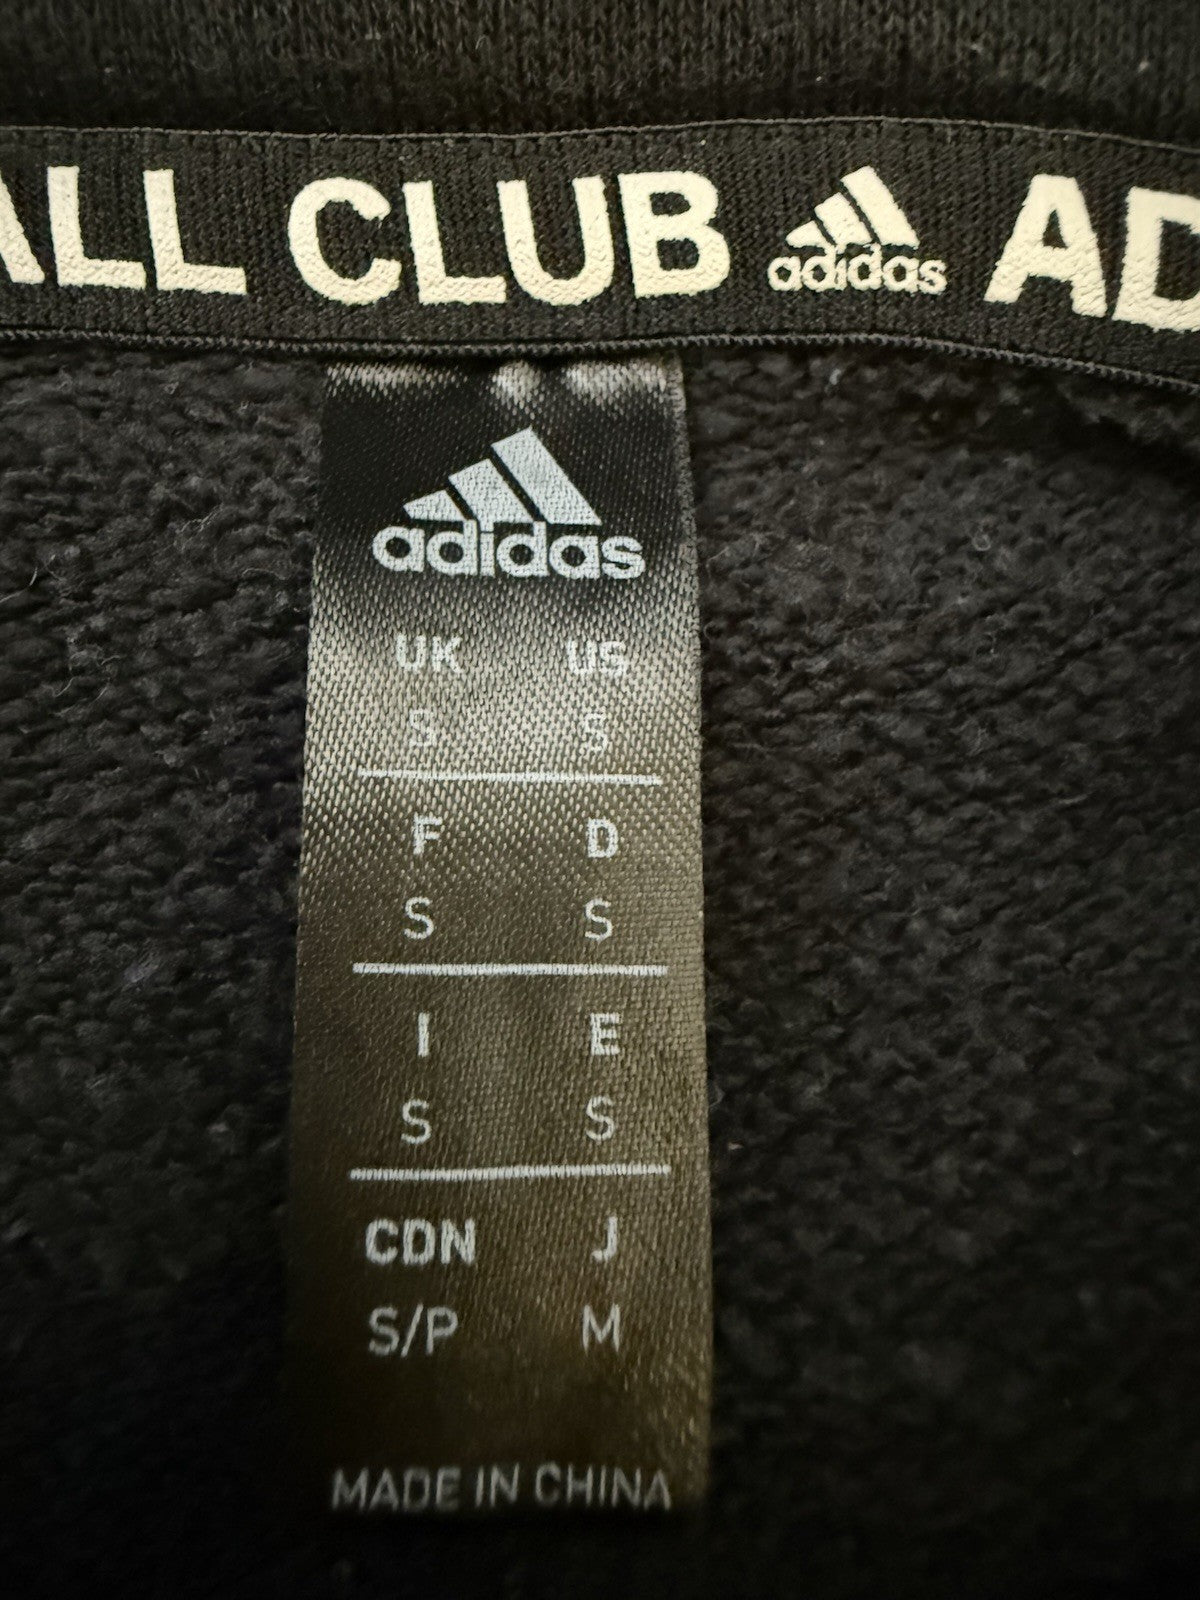 ALL CLUB adidas AD
adidas
UK US
S S
F D
S S
I E
S S
CDN J
S/P M
MADE IN CHINA